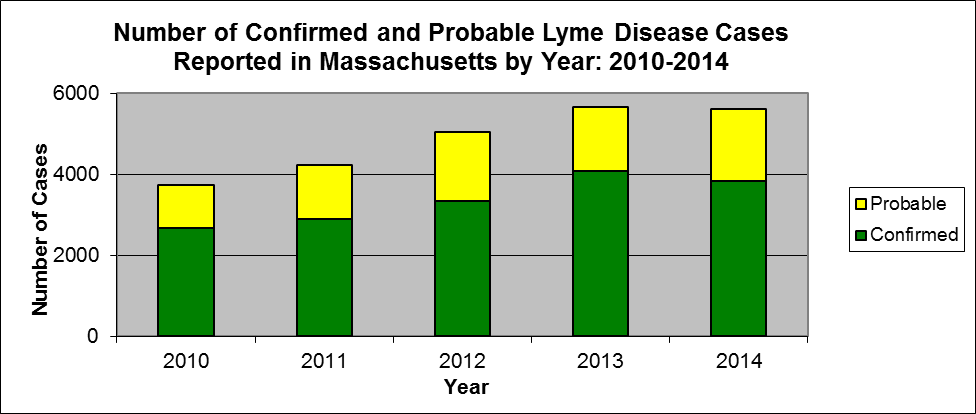 Number of Confirmed and Probable Lyme Disease Cases
Reported in Massachusetts by Year: 2010-2014
Number of Cases
6000
4000
2000
0
2010 2011 2012 2013 2014
Year
Probable
Confirmed